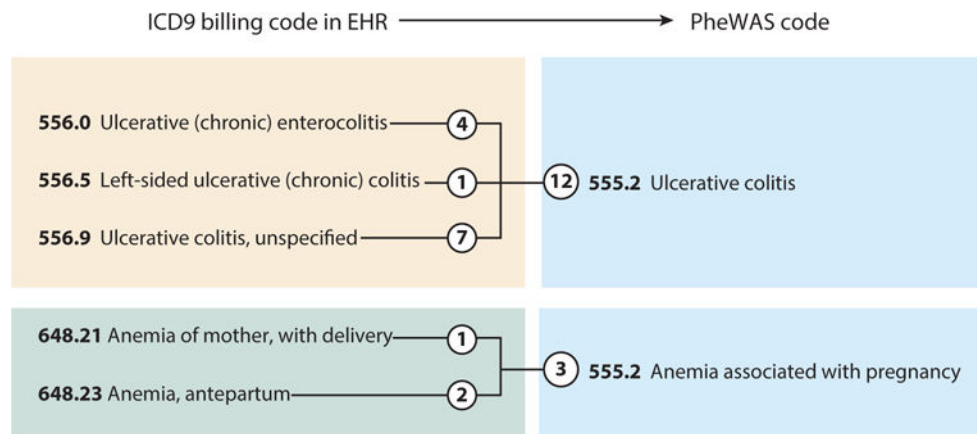 ICD9 billing code in EHR PheWAS code
556.0 Ulcerative (chronic) enterocolitis 4
556.5 Left-sided ulcerative (chronic) colitis 1 12 555.2 Ulcerative colitis
556.9 Ulcerative colitis, unspecified 7
648.21 Anemia of mother, with delivery 1
3 555.2 Anemia associated with pregnancy
648.23 Anemia, antepartum 2